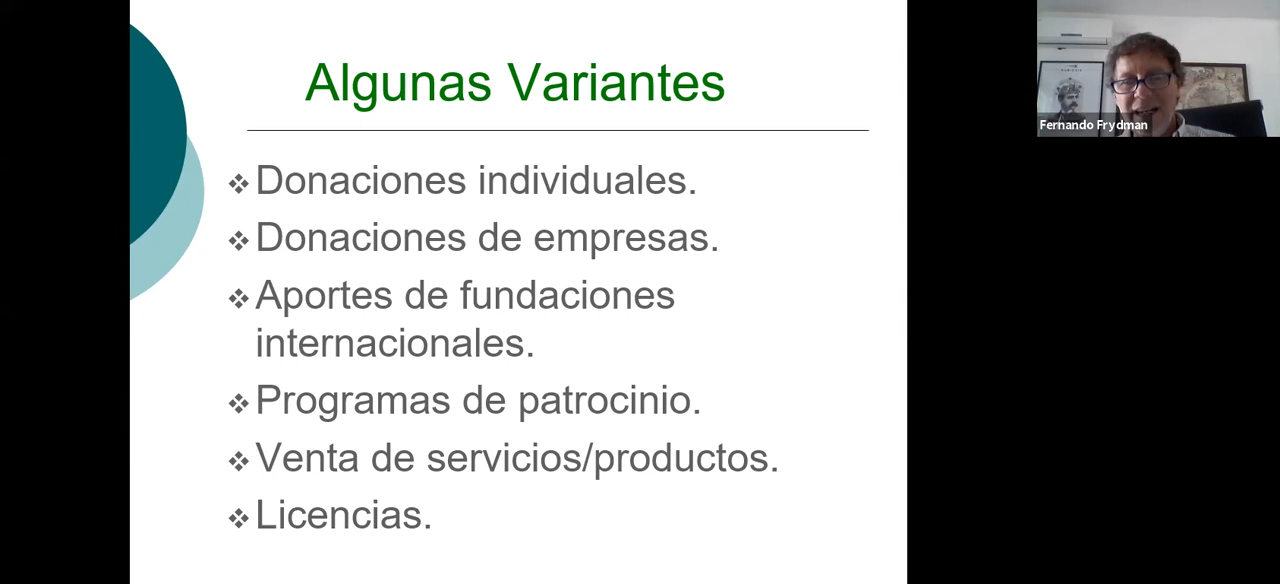 Algunas Variantes
❖Donaciones individuales.
❖Donaciones de empresas.
❖Aportes de fundaciones
internacionales.
❖Programas de patrocinio.
❖Venta de servicios/productos.
❖Licencias.
Fernando Frydman